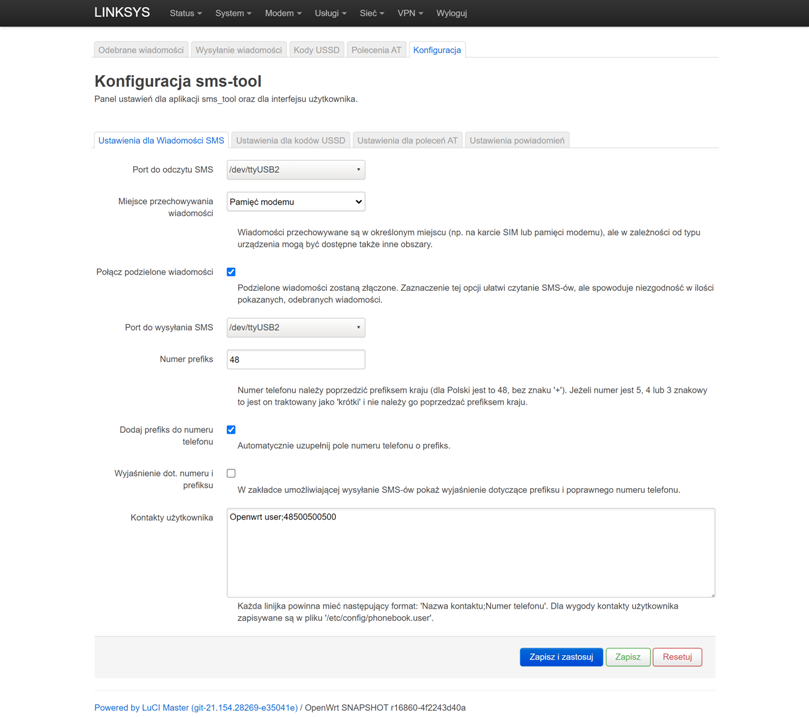 LINKSYS Status System Modem Usługi Sieć VPN Wyloguj
Odebrane wiadomości Wysyłanie wiadomości Kody USSD Polecenia AT Konfiguracja
Konfiguracja sms-tool
Panel ustawień dla aplikacji sms_tool oraz dla interfejsu użytkownika.
Ustawienia dla Wiadomości SMS Ustawienia dla kodów USSD Ustawienia dla poleceń AT Ustawienia powiadomień
Port do odczytu SMS /dev/ttyUSB2
Miejsce przechowywania wiadomości Pamięć modemu
Wiadomości przechowywane są w określonym miejscu (np. na karcie SIM lub pamięci modemu), ale w zależności od typu
urządzenia mogą być dostępne także inne obszary.
Połącz podzielone wiadomości
Podzielone wiadomości zostaną złączone. Zaznaczenie tej opcji ułatwi czytanie SMS-ów, ale spowoduje niezgodność w ilości
pokazanych, odebranych wiadomości.
Port do wysyłania SMS /dev/ttyUSB2
Numer prefiks 48
Numer telefonu należy poprzedzić prefiksem kraju (dla Polski jest to 48, bez znaku '+'). Jeżeli numer jest 5, 4 lub 3 znakowy
to jest on traktowany jako 'krótki' i nie należy go poprzedzać prefiksem kraju.
Dodaj prefiks do numeru
telefonu
Automatycznie uzupełnij pole numeru telefonu o prefiks.
Wyjaśnienie dot. numeru i
prefiksu
W zakładce umożliwiającej wysyłanie SMS-ów pokaż wyjaśnienie dotyczące prefiksu i poprawnego numeru telefonu.
Kontakty użytkownika Openwrt user;48500500500
Każda linijka powinna mieć następujący format: 'Nazwa kontaktu;Numer telefonu'. Dla wygody kontakty użytkownika
zapisywane są w pliku '/etc/config/phonebook.user'.
Zapisz i zastosuj Zapisz Resetuj
Powered by LuCI Master (git-21.154.28269-e35041e) / OpenWrt SNAPSHOT r16860-4f2243d40a